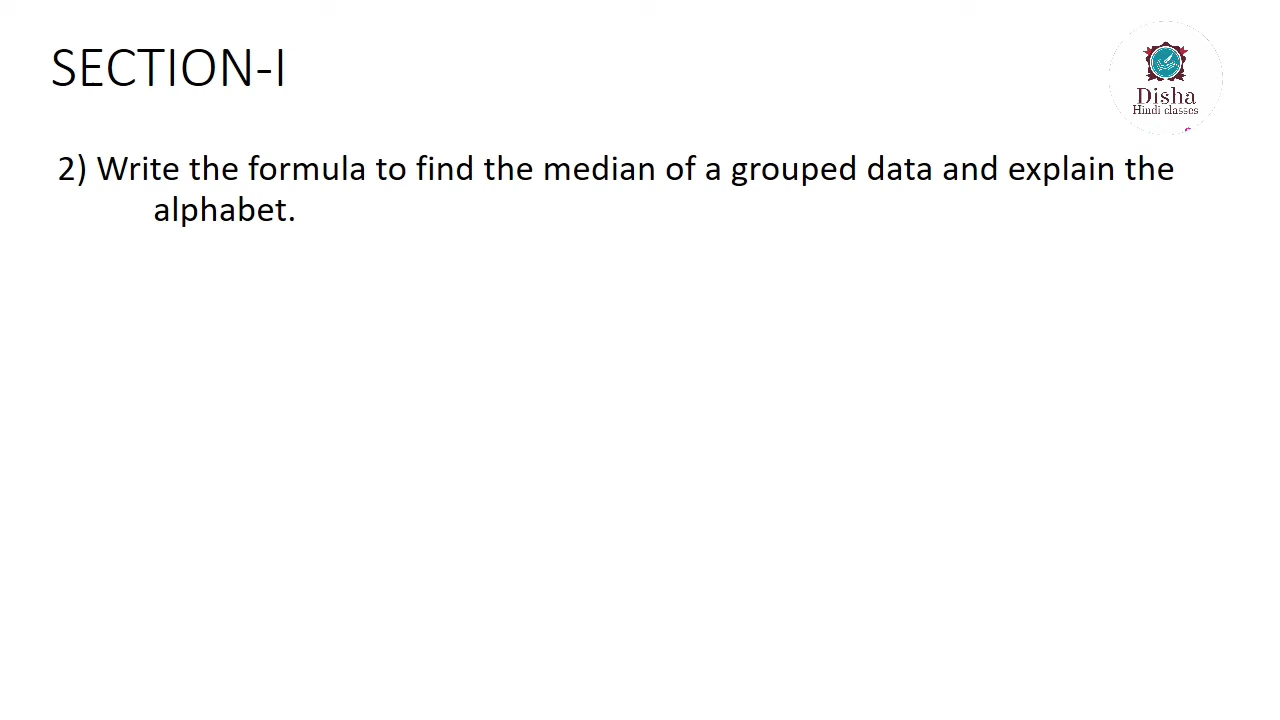 SECTION-I
Disha
Hindi classes
2) Write the formula to find the median of a grouped data and explain the
alphabet.